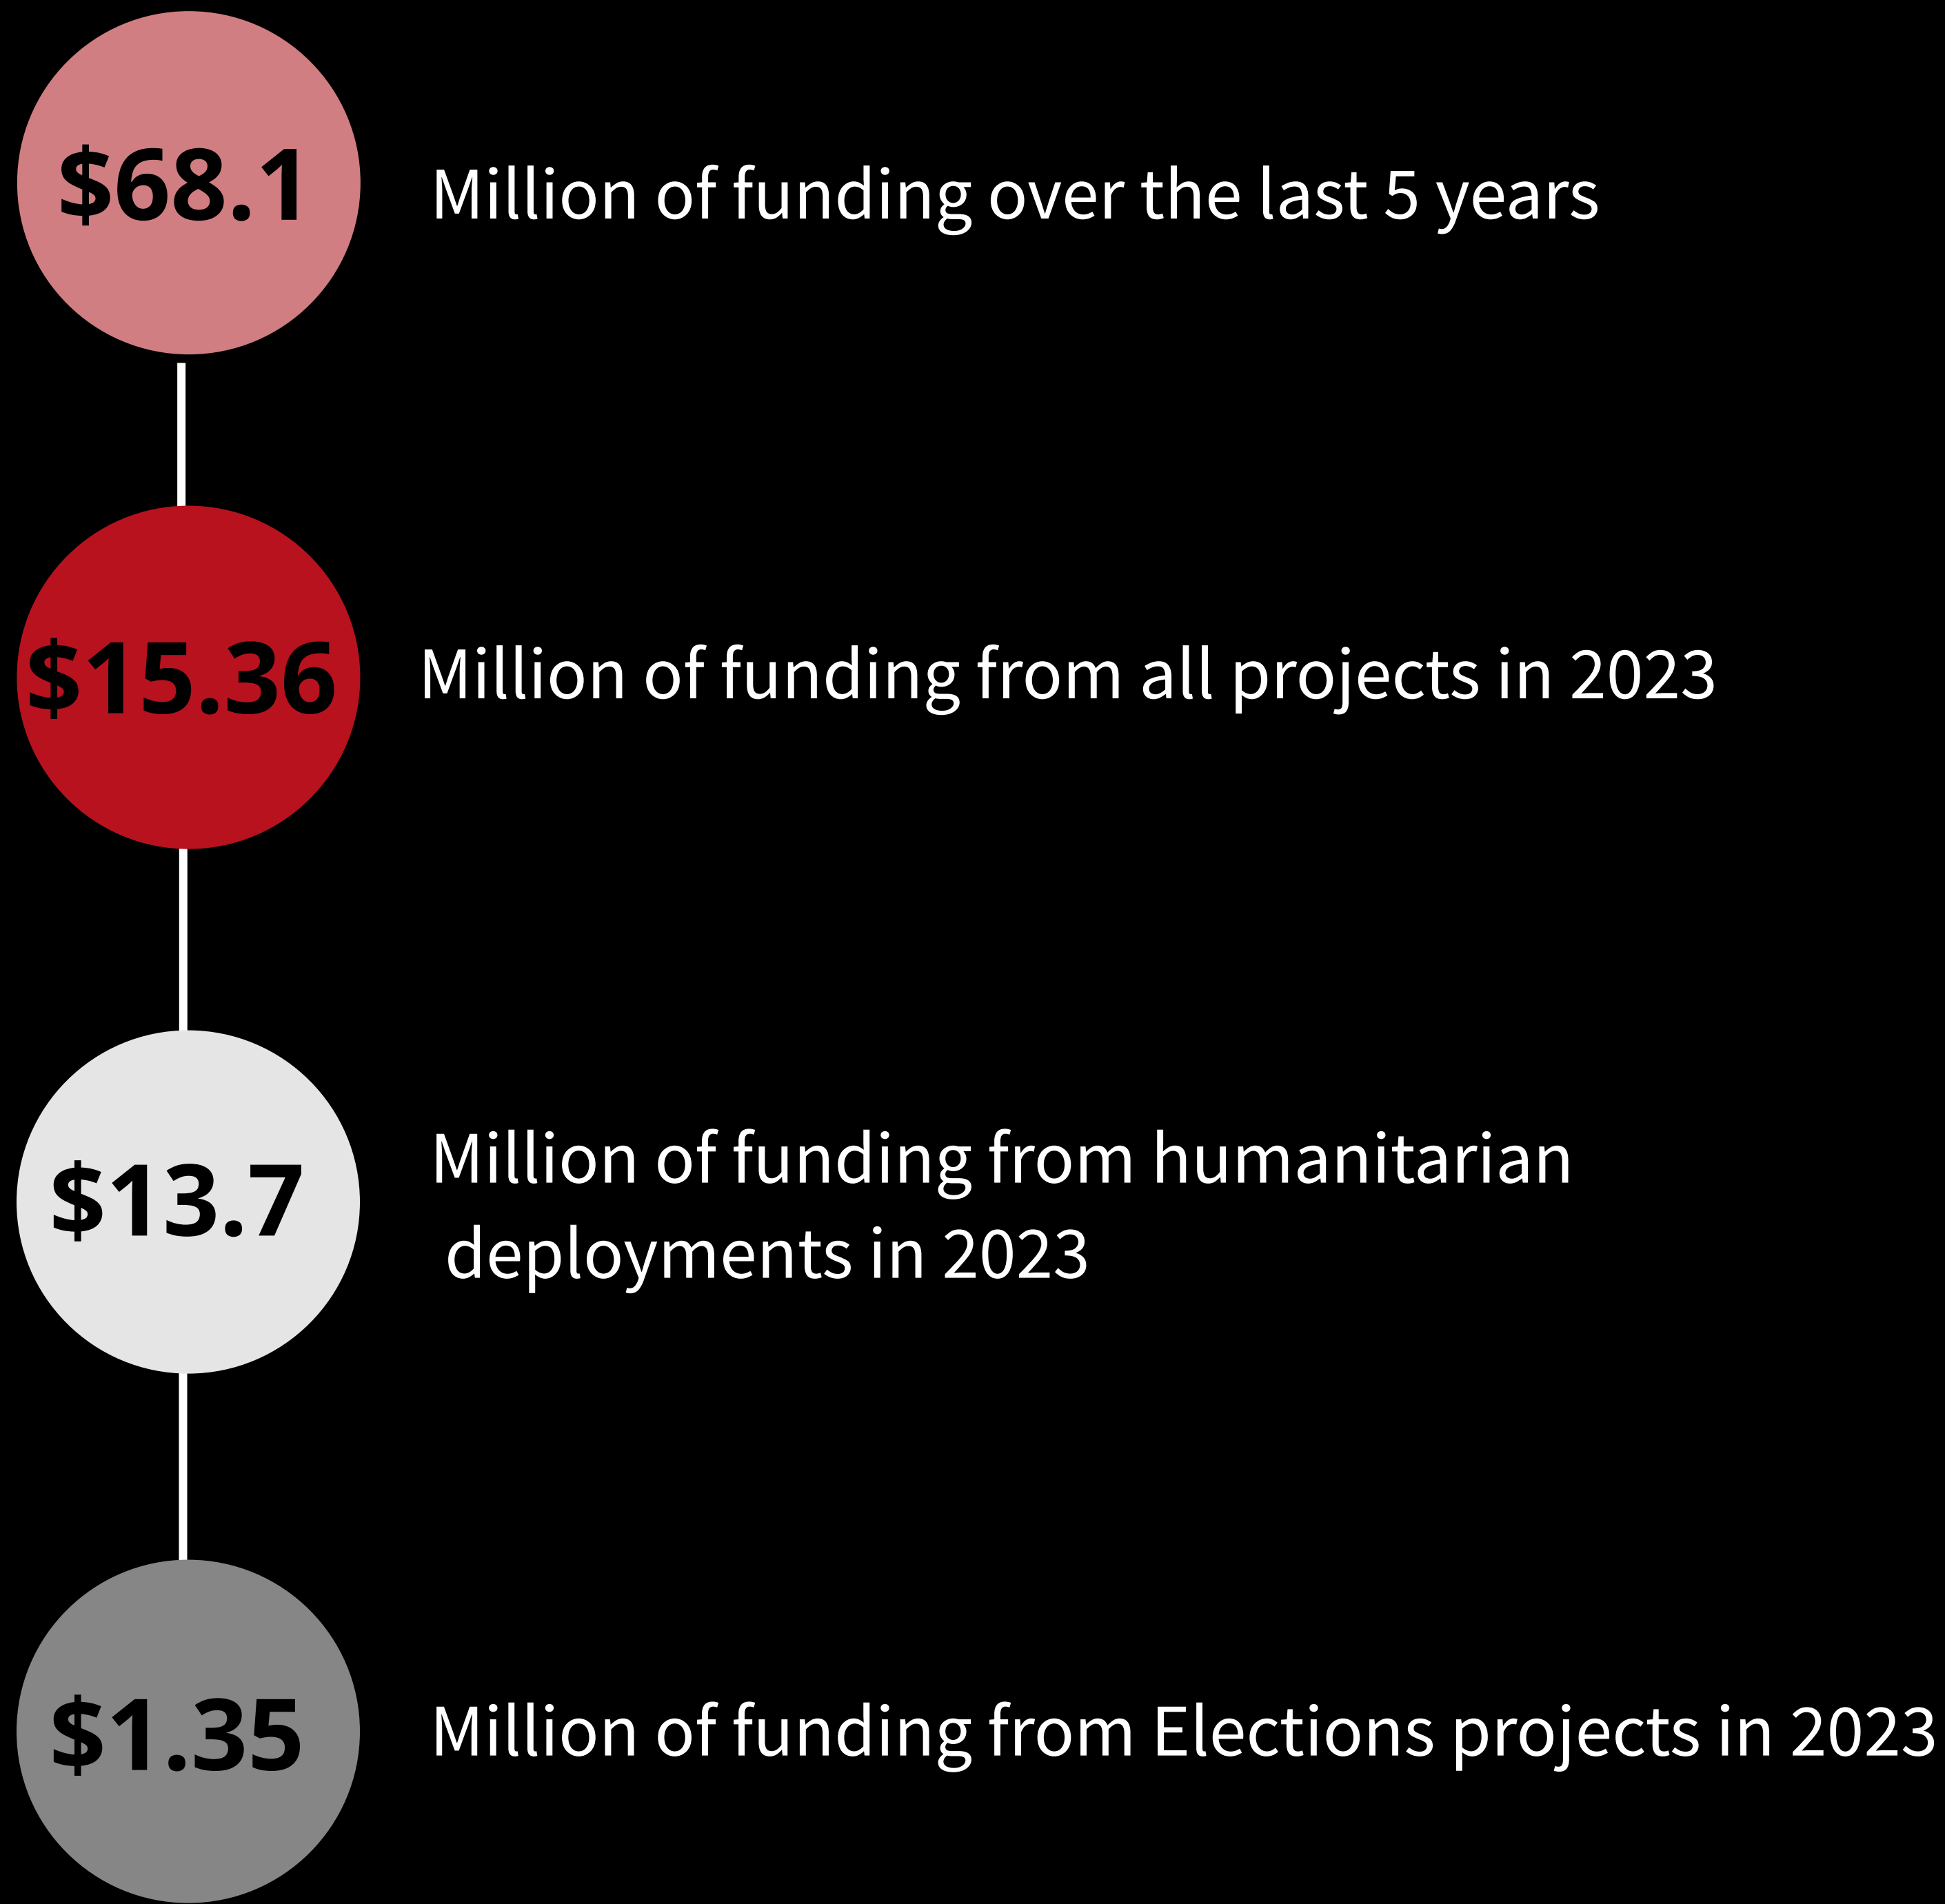 $68.1
Million of funding over the last 5 years
$15.36
Million of funding from all projects in 2023
$13.7
Million of funding from humanitarian
deployments in 2023
$1.35
Million of funding from Elections projects in 2023